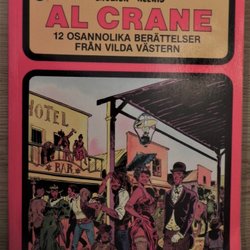 AL CRANE
12 OSANNOLIKA BERÄTTELSER
FRÅN VILDA VÄSTERN
HOTEL
BAR